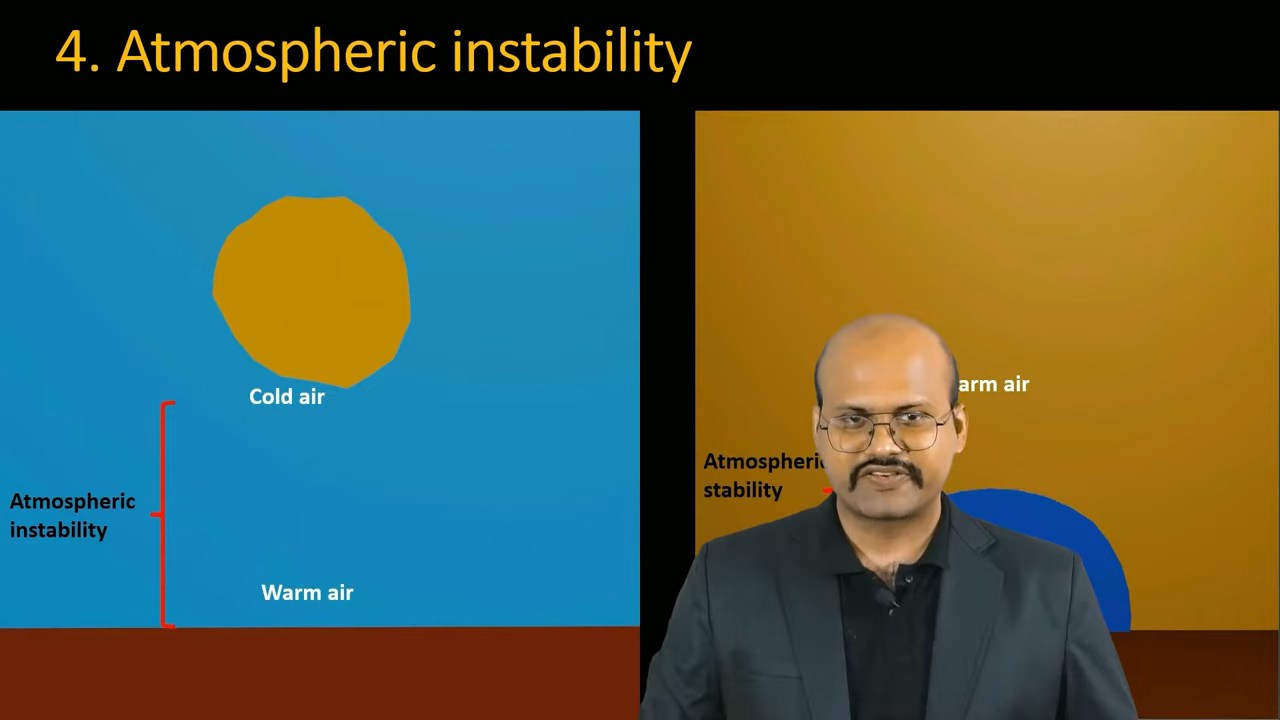 4. Atmospheric instability
Cold air
Atmospheric
instability
Warm air
arm air
Atmospheric
stability